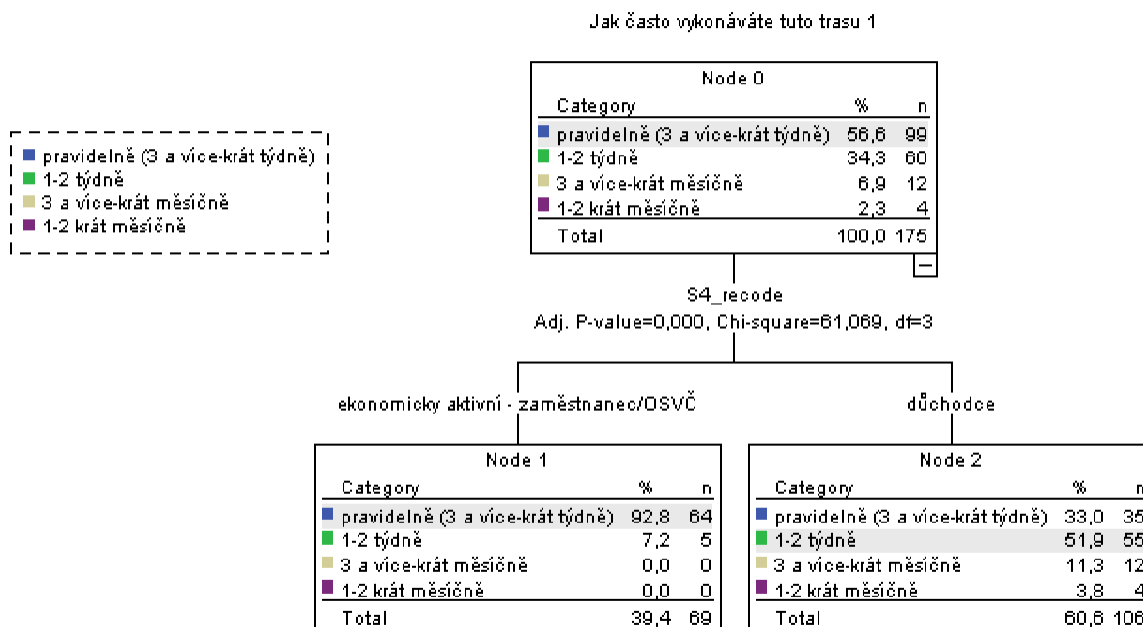 Jak často vykonáváte tuto trasu 1
pravidelně (3 a více-krát týdně)
1-2 týdně
3 a více-krát měsíčně
1-2 krát měsíčně
Node 0
Category % n
pravidelně (3 a více-krát týdně) 56,6 99
1-2 týdně 34,3 60
3 a více-krát měsíčně 6,9 12
1-2 krát měsíčně 2,3 4
Total 100,0 175
S4_recode
Adj. P-value=0,000, Chi-square=61,069, df=3
ekonomicky aktivní - zaměstnanec/OSVČ
důchodce
Node 1
Category % n
pravidelně (3 a více-krát týdně) 92,8 64
1-2 týdně 7,2 5
3 a více-krát měsíčně 0,0 0
1-2 krát měsíčně 0,0 0
Total 39,4 69
Node 2
Category % n
pravidelně (3 a více-krát týdně) 33,0 35
1-2 týdně 51,9 55
3 a více-krát měsíčně 11,3 12
1-2 krát měsíčně 3,8 4
Total 60,6 106